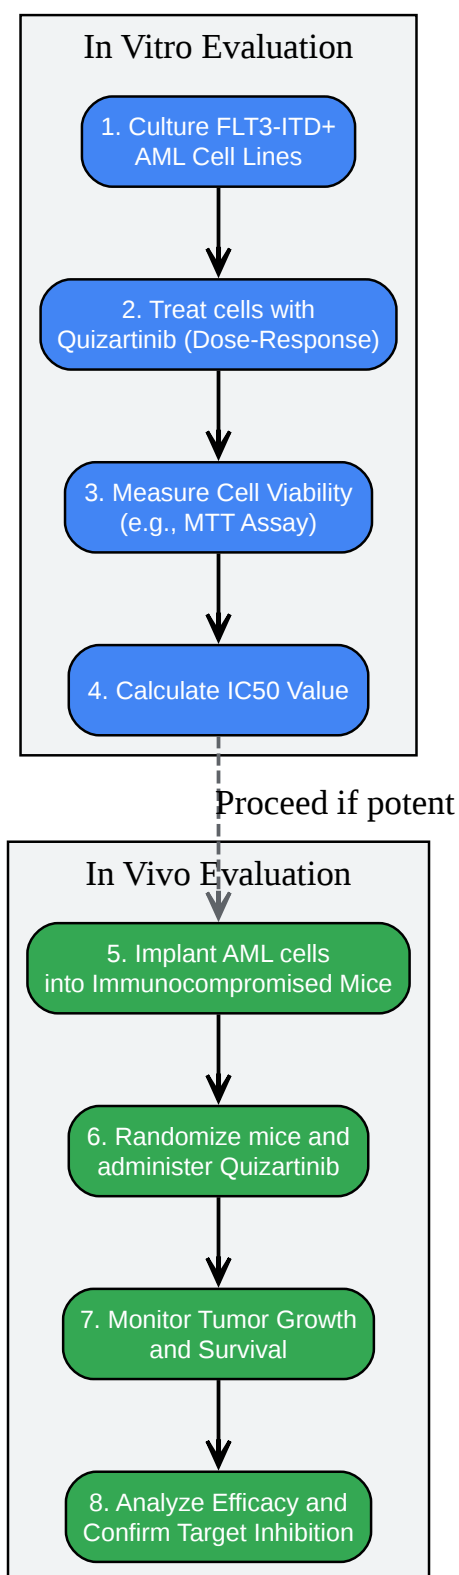 In Vitro Evaluation
1. Culture FLT3-ITD+
AML Cell Lines
2. Treat cells with
Quizartinib (Dose-Response)
3. Measure Cell Viability
(e.g., MTT Assay)
4. Calculate IC50 Value
Proceed if potent
In Vivo Evaluation
5. Implant AML cells
into Immunocompromised Mice
6. Randomize mice and
administer Quizartinib
7. Monitor Tumor Growth
and Survival
8. Analyze Efficacy and
Confirm Target Inhibition